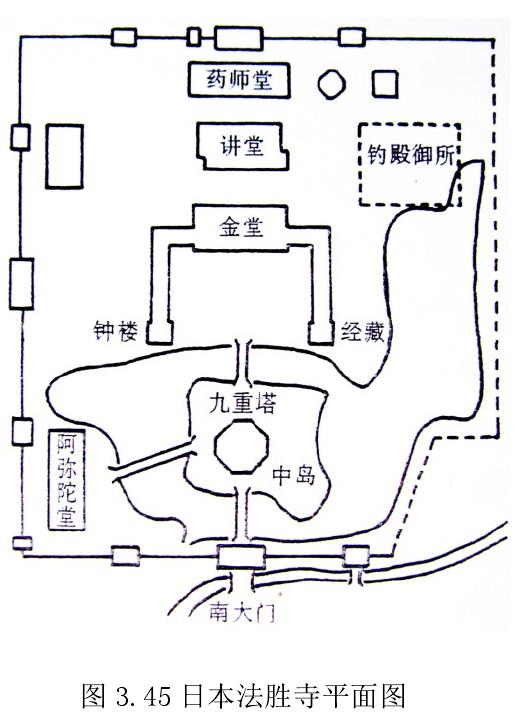 药师堂
讲堂
钓殿御所
金堂
钟楼
经藏
九重塔
中岛
阿弥陀堂
南大门
图 3.45 日本法胜寺平面图